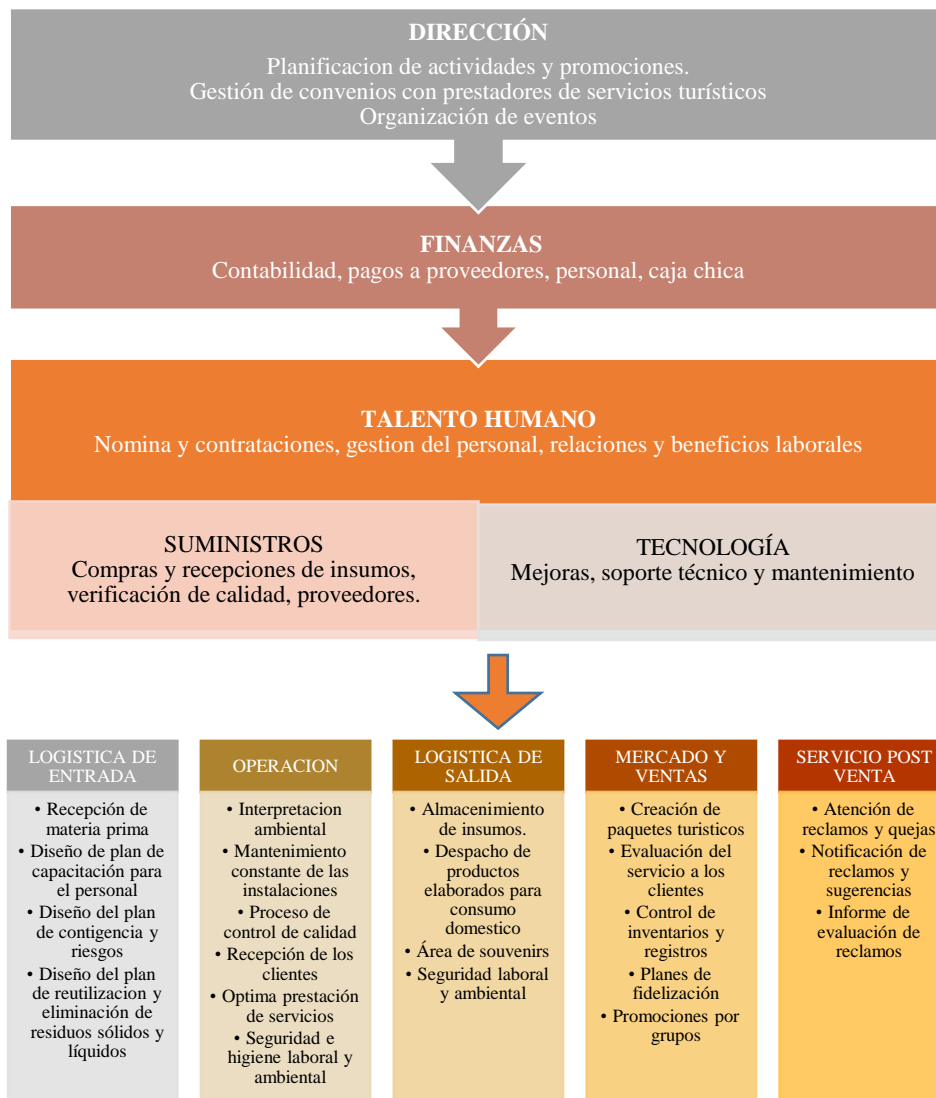 DIRECCIÓN
Planificacion de actividades y promociones.
Gestión de convenios con prestadores de servicios turísticos
Organización de eventos
FINANZAS
Contabilidad, pagos a proveedores, personal, caja chica
TALENTO HUMANO
Nomina y contrataciones, gestion del personal, relaciones y beneficios laborales
SUMINISTROS
Compras y recepciones de insumos,
verificación de calidad, proveedores.
TECNOLOGÍA
Mejoras, soporte técnico y mantenimiento
LOGISTICA DE
ENTRADA
• Recepción de
materia prima
• Diseño de plan de
capacitación para
el personal
• Diseño del plan
de contigencia y
riesgos
• Diseño del plan
de reutilizacion y
eliminación de
residuos sólidos y
líquidos
OPERACION
• Interpretacion
ambiental
• Mantenimiento
constante de las
instalaciones
• Proceso de
control de calidad
• Recepción de los
clientes
• Optima prestación
de servicios
• Seguridad e
higiene laboral y
ambiental
LOGISTICA DE
SALIDA
• Almacenimiento
de insumos.
• Despacho de
productos
elaborados para
consumo
domestico
• Área de souvenirs
• Seguridad laboral
y ambiental
MERCADO Y
VENTAS
• Creación de
paquetes turisticos
• Evaluación del
servicio a los
clientes
• Control de
inventarios y
registros
• Planes de
fidelización
• Promociones por
grupos
SERVICIO POST
VENTA
• Atención de
reclamos y quejas
• Notificación de
reclamos y
sugerencias
• Informe de
evaluación de
reclamos